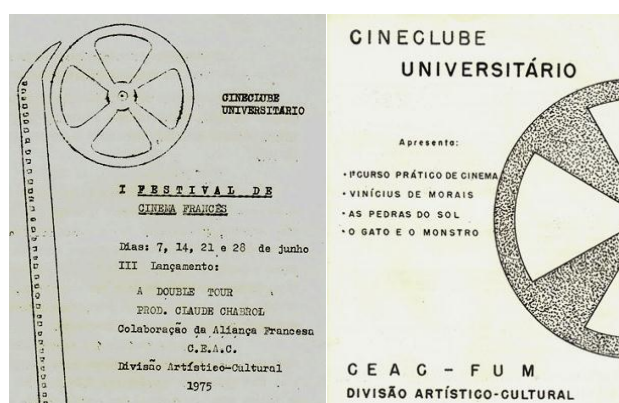 CINECLUBE
UNIVERSITÁRIO
I FESTIVAL DE
CINEMA FRANCÊS
Dias: 7, 14, 21 e 28 de junho
III Lançamento:
A DOUBLE TOUR
PROD. CLAUDE CHABROL
Colaboração da Aliança Francesa
C.E.A.C.
Divisão Artístico-Cultural
1975
CINECLUBE
UNIVERSITÁRIO
Apresenta:
• 1º CURSO PRÁTICO DE CINEMA
• VINÍCIUS DE MORAIS
• AS PEDRAS DO SOL
• O GATO E O MONSTRO
CEAC - FUM
DIVISÃO ARTÍSTICO-CULTURAL